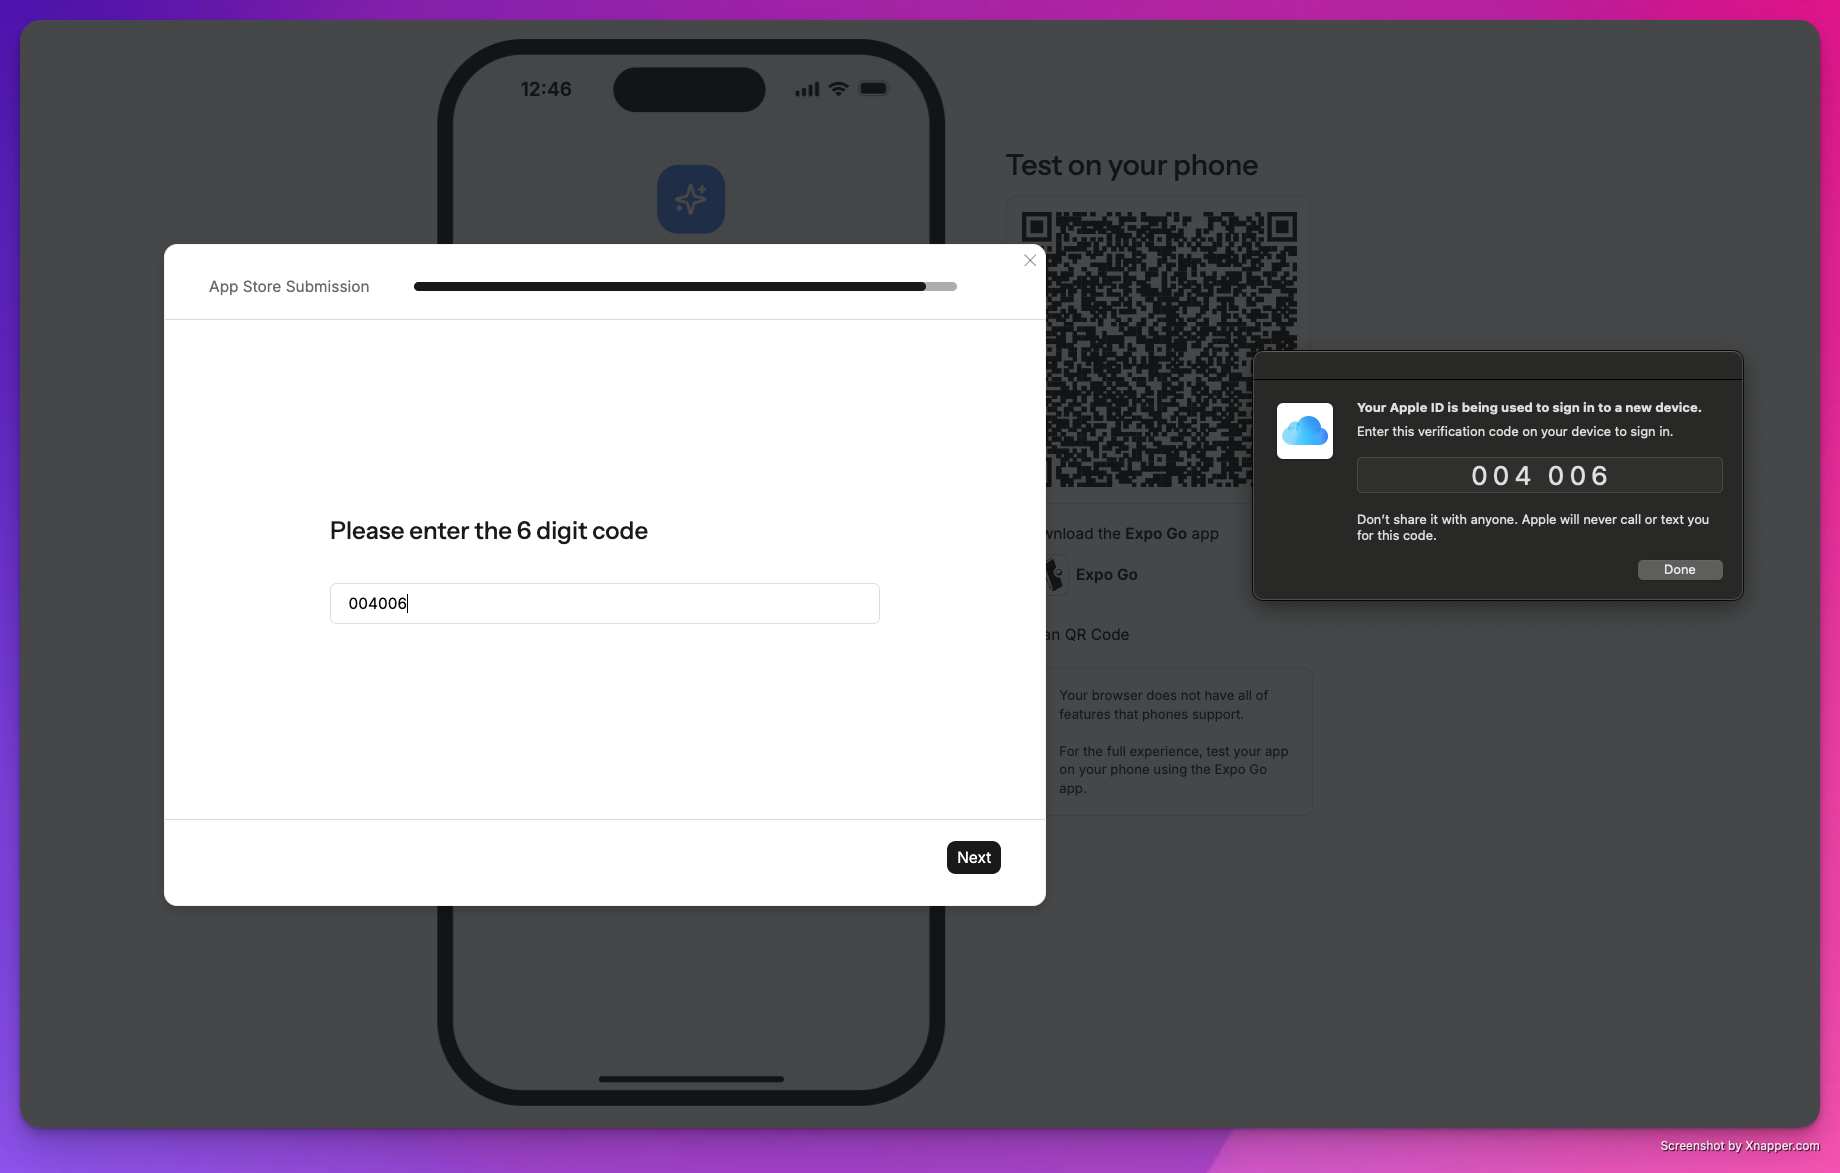 12:46
Test on your phone
App Store Submission
Please enter the 6 digit code
004006
Next
wnload the Expo Go app
Expo Go
an QR Code
Your browser does not have all of
features that phones support.
For the full experience, test your app
on your phone using the Expo Go
app.
Your Apple ID is being used to sign in to a new device.
Enter this verification code on your device to sign in.
004 006
Don't share it with anyone. Apple will never call or text you
for this code.
Done
Screenshot by Xnapper.com